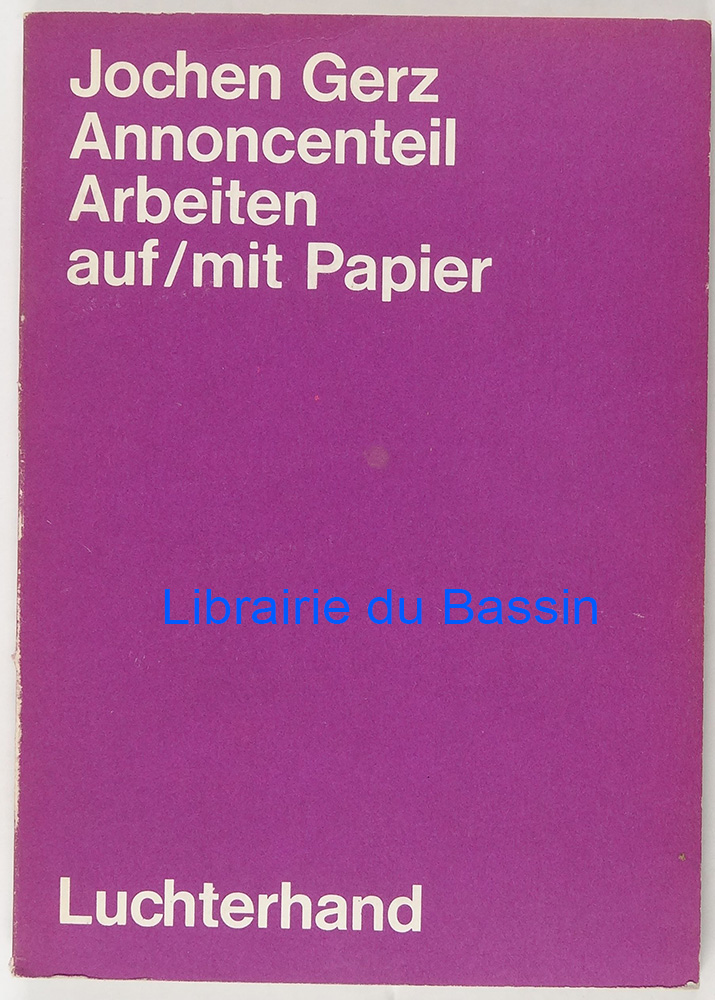 Jochen Gerz
Annoncenteil
Arbeiten
auf/mit Papier
Librairie du Bassin
Luchterhand